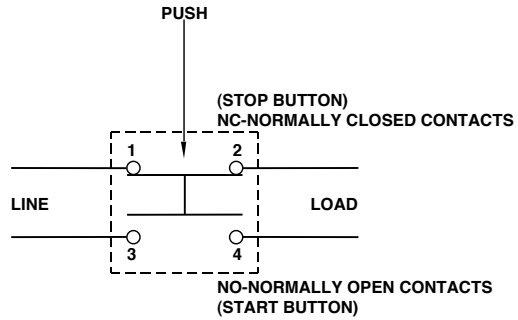 PUSH
(STOP BUTTON)
NC-NORMALLY CLOSED CONTACTS
1 2
LINE LOAD
3 4
NO-NORMALLY OPEN CONTACTS
(START BUTTON)